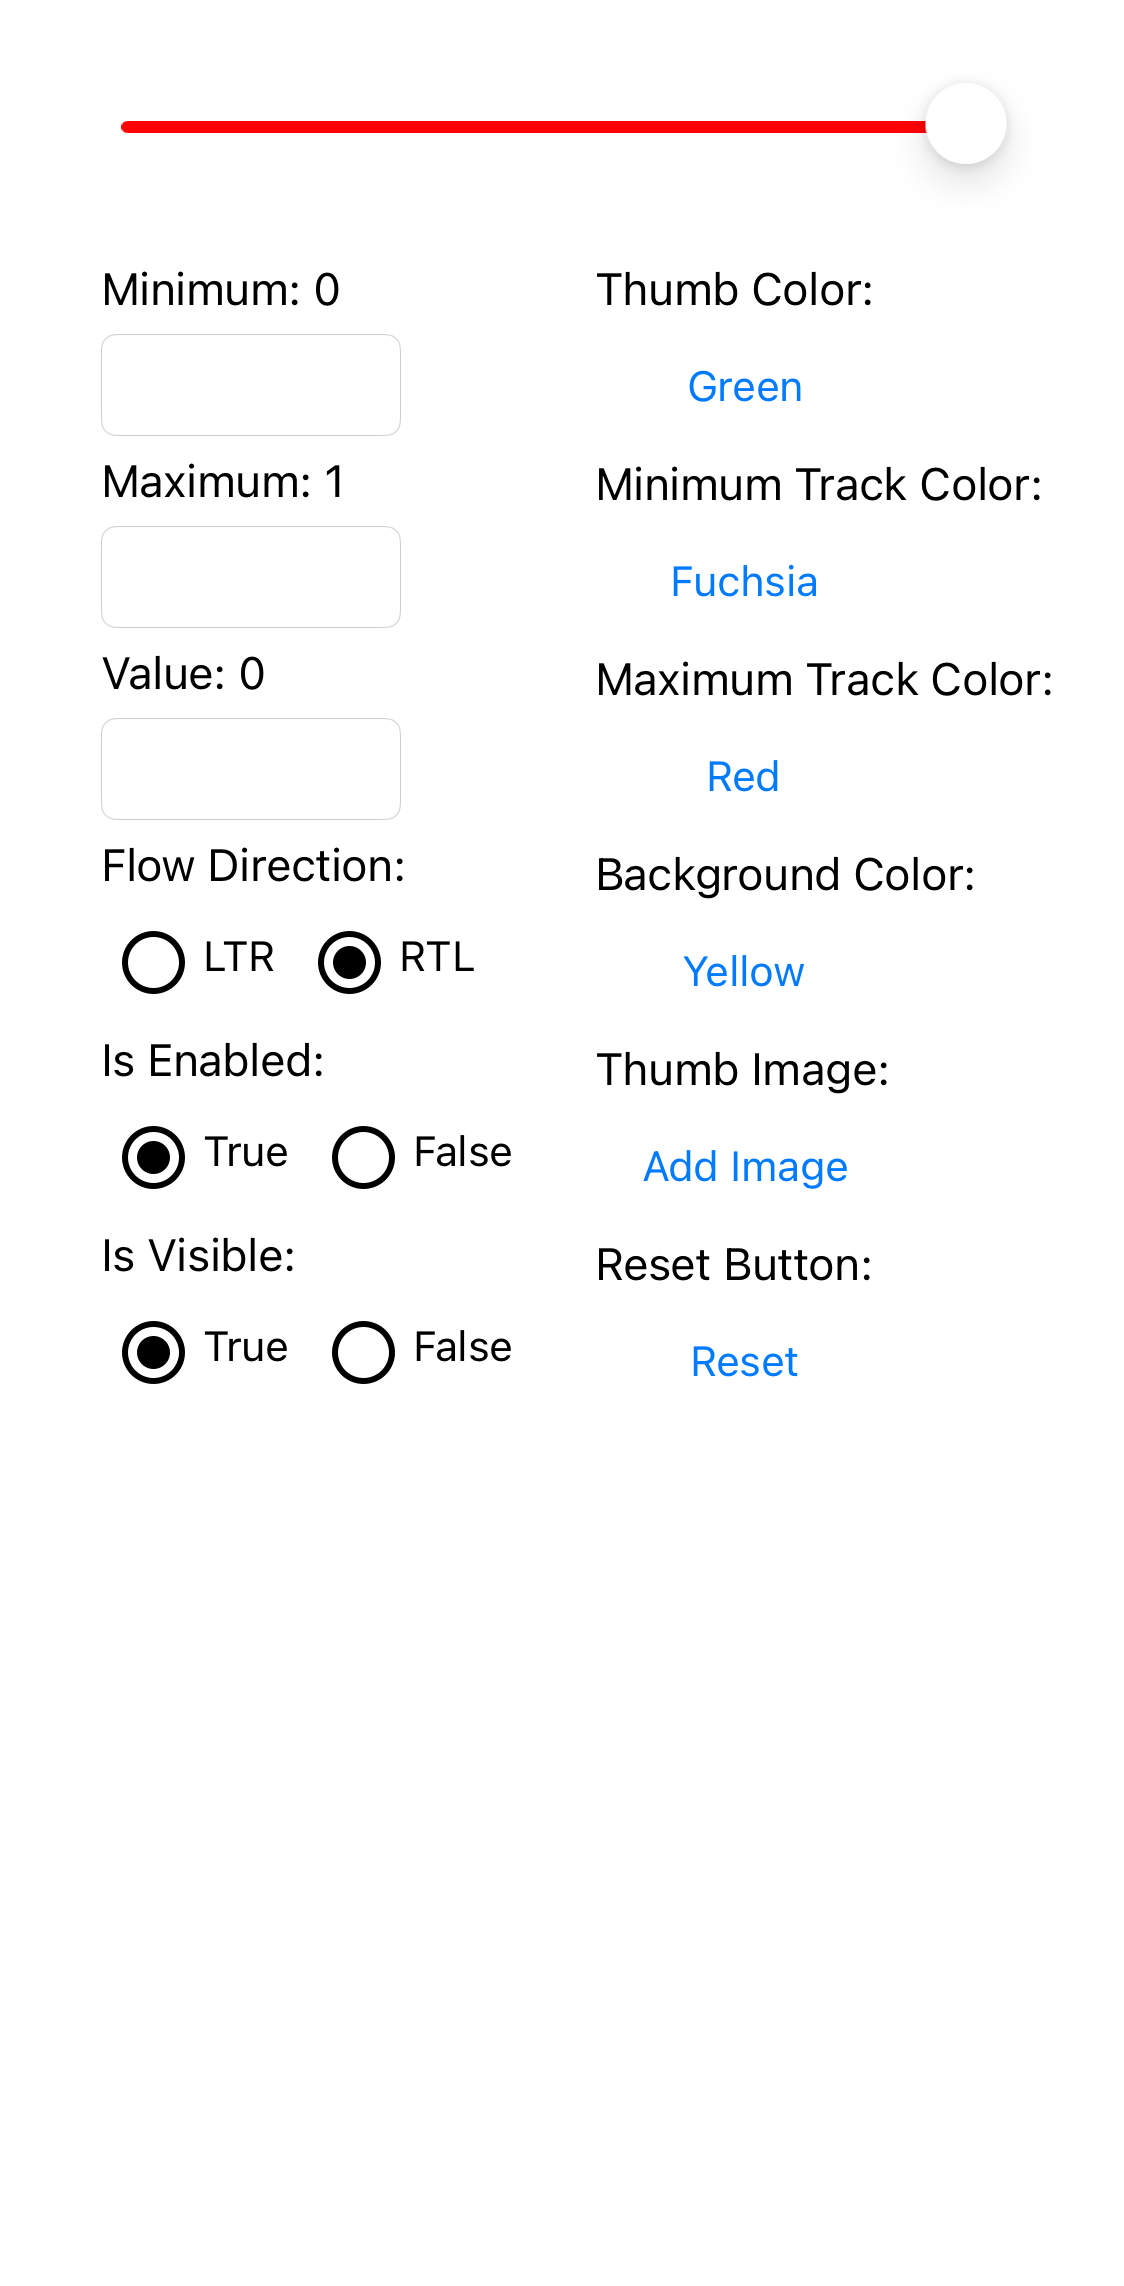 Minimum: 0
Maximum: 1
Value: 0
Flow Direction:
LTR RTL
Is Enabled:
True False
Is Visible:
True False
Thumb Color:
Green
Minimum Track Color:
Fuchsia
Maximum Track Color:
Red
Background Color:
Yellow
Thumb Image:
Add Image
Reset Button:
Reset